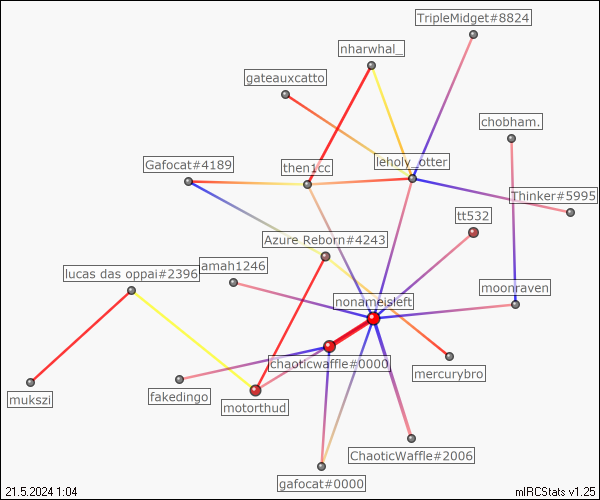 TripleMidget#8824
nharwhal_
gateauxcatto
chobham.
leholy_otter
Gafocat#4189
then1cc
Thinker#5995
tt532
Azure Reborn#4243
amah1246
lucas das oppai#2396
moonraven
nonameisleft
chaoticwaffle#0000
mercurybro
fakedingo
mukszi
motorthud
ChaoticWaffle#2006
gafocat#0000
21.5.2024 1:04
mIRCStats v1.25